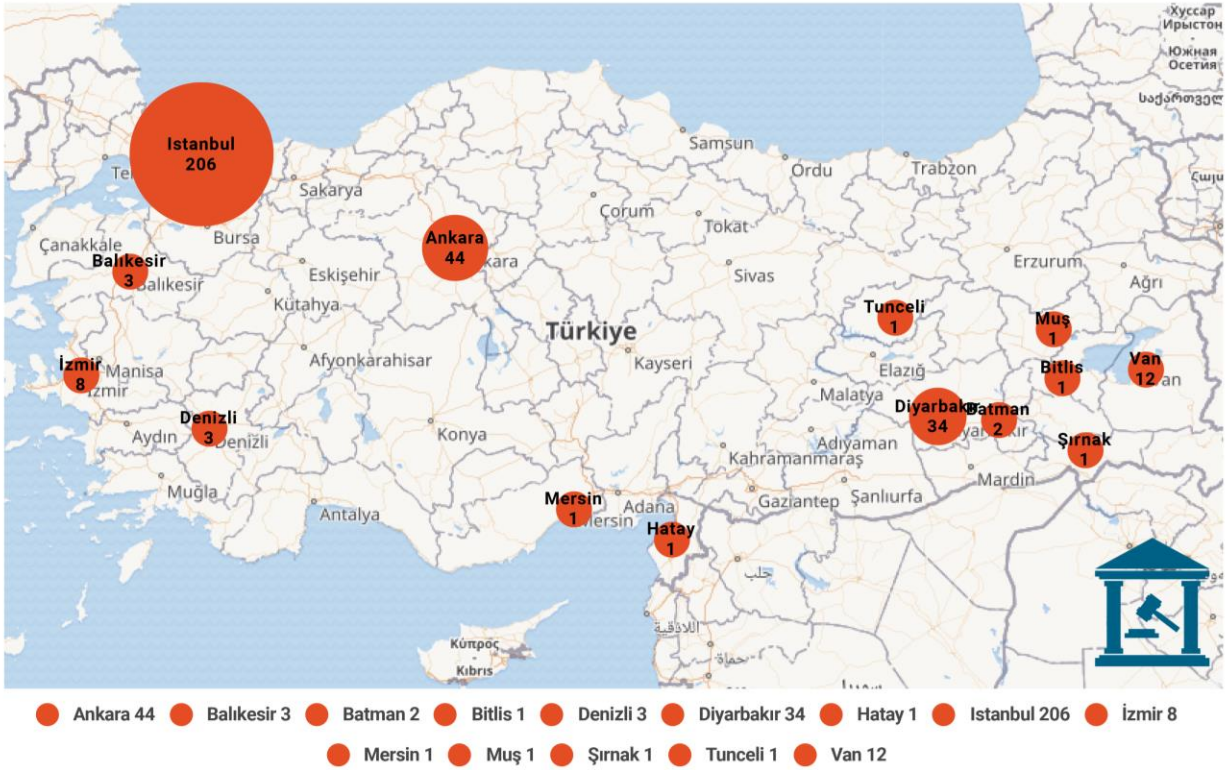 Хуссар
Ирыстон
-
Южная
Осетия
Istanbul
206
Samsun
Ordu
Trabzon
Sakarya
Çorum
Tokat
Bursa
Çanakkale
Ankara
44
Erzurum
Balıkesir
3
Balıkesir
Eskişehir
Sivas
Ağrı
Kütahya
Tunceli
1
Muş
1
Türkiye
Afyonkarahisar
Kayseri
Elazığ
İzmir
8
Manisa
İzmir
Bitlis
1
Van
12
Malatya
Denizli
3
Denizli
Aydın
Konya
Diyarbakır
34
Batman
2
Adıyaman
Şırnak
1
Kahramanmaraş
Mardin
Muğla
Antalya
Mersin
1
Mersin
Adana
Gaziantep
Şanlıurfa
Hatay
1
حلب
اللاذقية
حماة
Κύπρος
-
Kıbrıs
Ankara 44 Balıkesir 3 Batman 2 Bitlis 1 Denizli 3 Diyarbakır 34 Hatay 1 Istanbul 206 İzmir 8
Mersin 1 Muş 1 Şırnak 1 Tunceli 1 Van 12